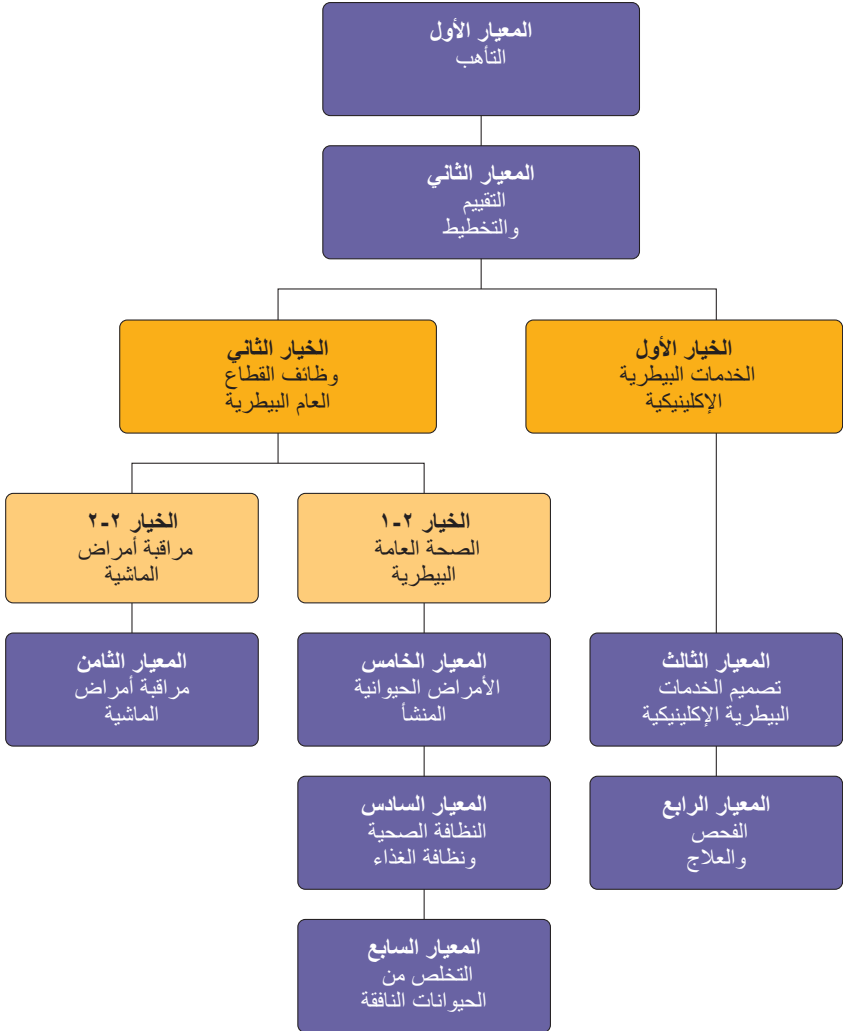 المعيار الأول
التأهب
المعيار الثاني
التقييم
والتخطيط
الخيار الأول
الخدمات البيطرية
الإكلينيكية
الخيار الثاني
وظائف القطاع
العام البيطرية
الخيار ٢-١
الصحة العامة
البيطرية
الخيار ٢-٢
مراقبة أمراض
الماشية
المعيار الثالث
تصميم الخدمات
البيطرية الإكلينيكية
المعيار الخامس
الأمراض الحيوانية
المنشأ
المعيار الثامن
مراقبة أمراض
الماشية
المعيار الرابع
الفحص
والعلاج
المعيار السادس
النظافة الصحية
ونظافة الغذاء
المعيار السابع
التخلص من
الحيوانات النافقة